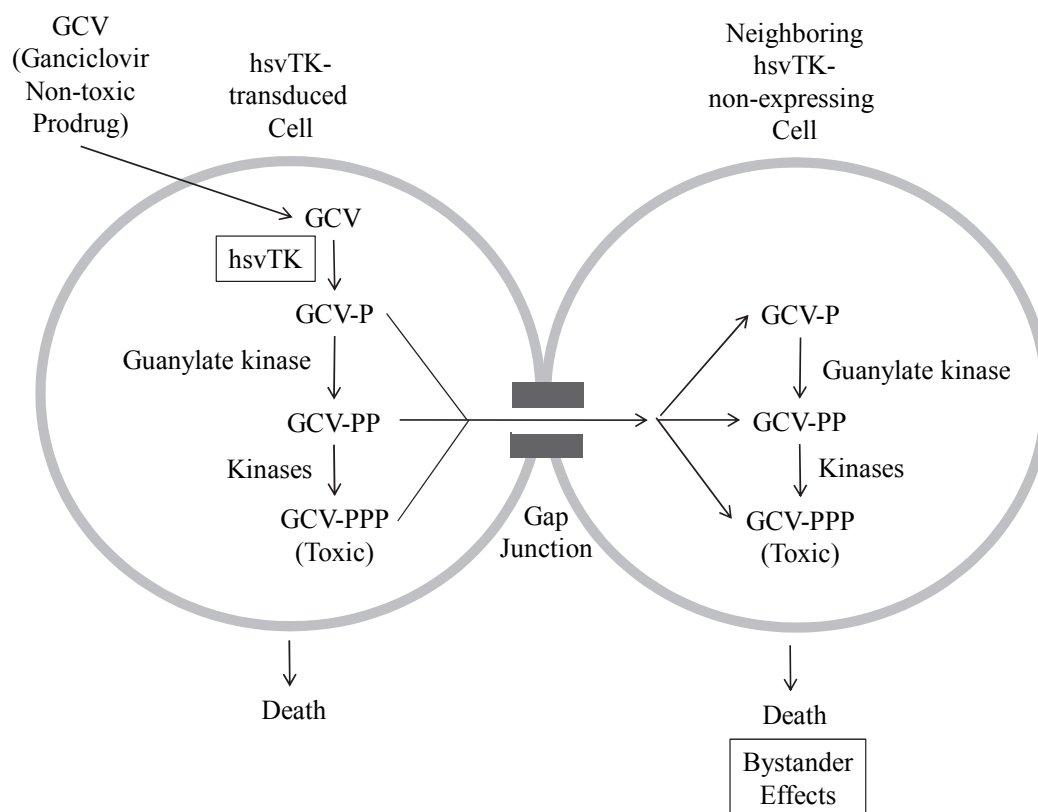 GCV
(Ganciclovir
Non-toxic
Prodrug)
hsvTK-
transduced
Cell
Neighboring
hsvTK-
non-expressing
Cell
GCV
hsvTK
GCV-P
Guanylate kinase
GCV-PP
Kinases
GCV-PPP
(Toxic)
Death
Gap
Junction
GCV-P
Guanylate kinase
GCV-PP
Kinases
GCV-PPP
(Toxic)
Death
Bystander
Effects